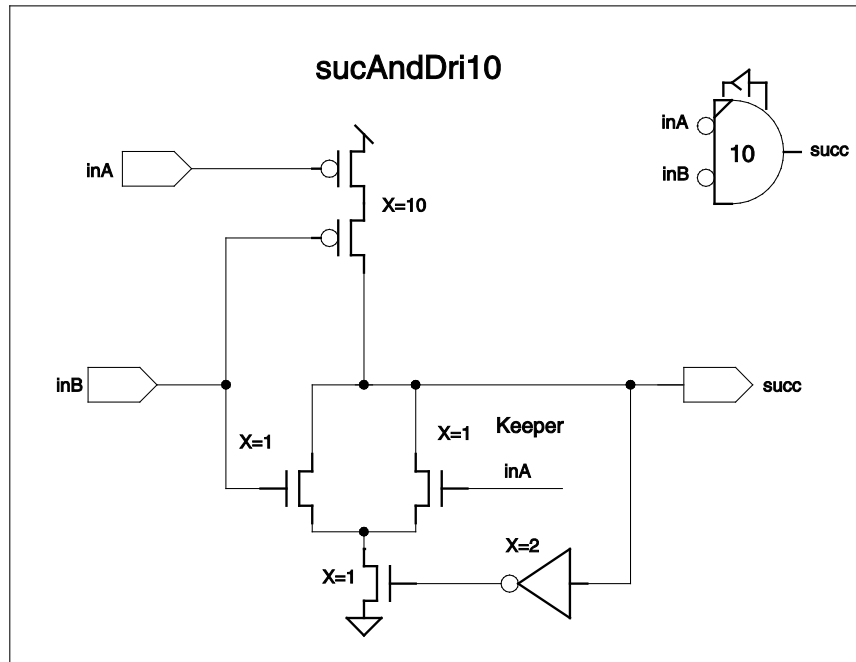 sucAndDri10
inA
10
succ
inB
inA
X=10
inB
succ
X=1
X=1
Keeper
inA
X=2
X=1